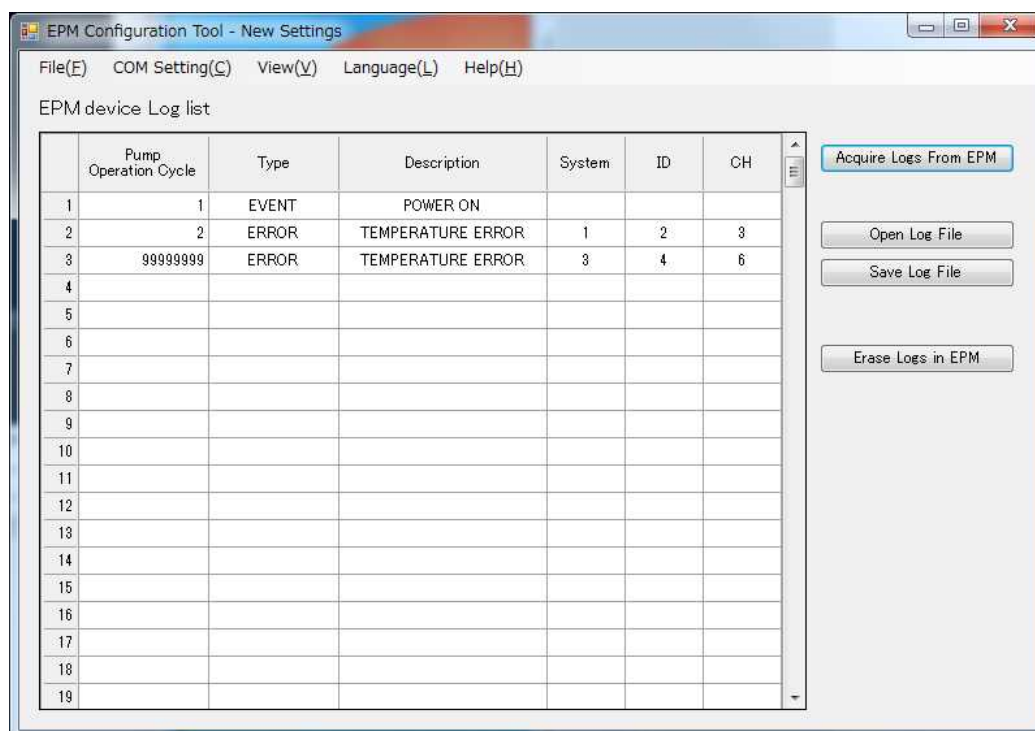 EPM Configuration Tool - New Settings
File(F) COM Setting(C) View(V) Language(L) Help(H)
EPM device Log list
Pump Operation Cycle Type Description System ID CH
1 1 EVENT POWER ON
2 2 ERROR TEMPERATURE ERROR 1 2 3
3 99999999 ERROR TEMPERATURE ERROR 3 4 6
4
5
6
7
8
9
10
11
12
13
14
15
16
17
18
19
Acquire Logs From EPM
Open Log File
Save Log File
Erase Logs in EPM